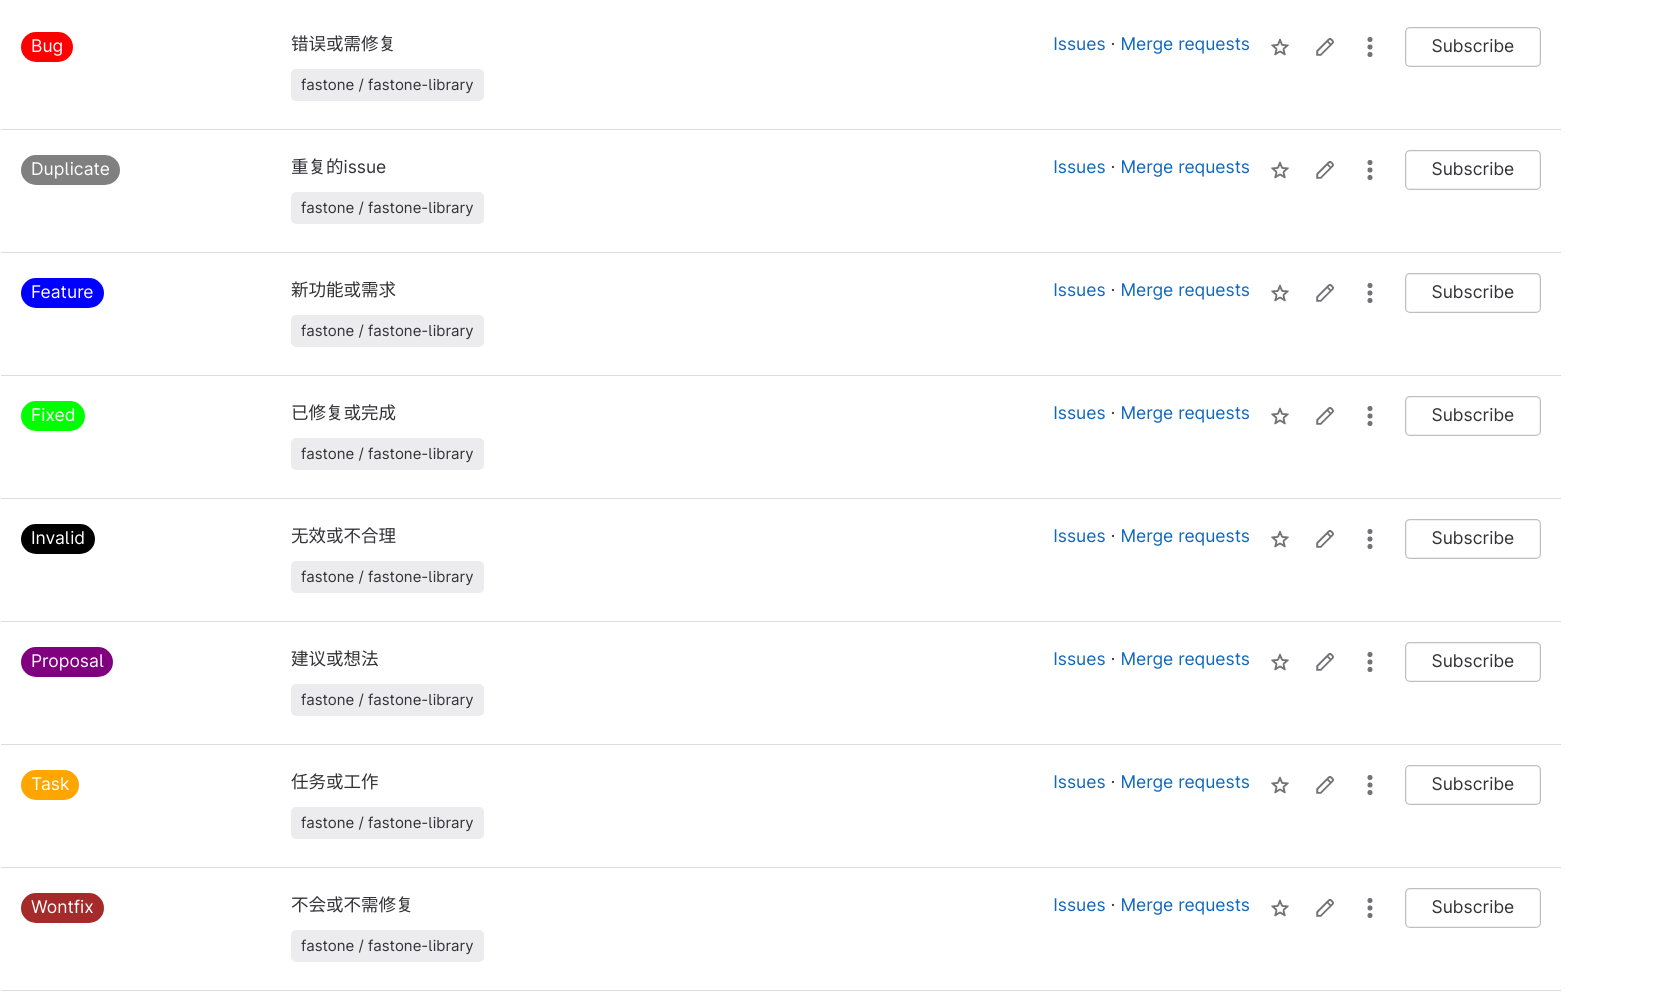 Bug 错误或需修复 Issues · Merge requests Subscribe
fastone / fastone-library
Duplicate 重复的issue Issues · Merge requests Subscribe
fastone / fastone-library
Feature 新功能或需求 Issues · Merge requests Subscribe
fastone / fastone-library
Fixed 已修复或完成 Issues · Merge requests Subscribe
fastone / fastone-library
Invalid 无效或不合理 Issues · Merge requests Subscribe
fastone / fastone-library
Proposal 建议或想法 Issues · Merge requests Subscribe
fastone / fastone-library
Task 任务或工作 Issues · Merge requests Subscribe
fastone / fastone-library
Wontfix 不会或不需修复 Issues · Merge requests Subscribe
fastone / fastone-library